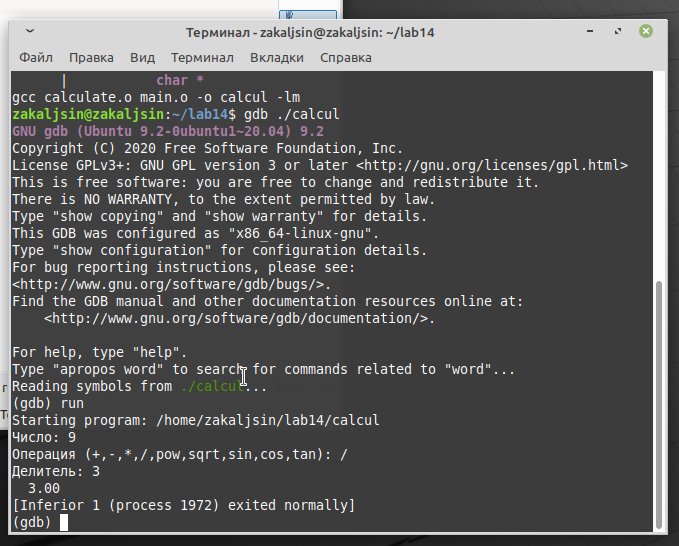 Терминал - zakaljsin@zakaljsin: ~/lab14
Файл Правка Вид Терминал Вкладки Справка
| char *
gcc calculate.o main.o -o calcul -lm
zakaljsin@zakaljsin:~/lab14$ gdb ./calcul
GNU gdb (Ubuntu 9.2-0ubuntu1~20.04) 9.2
Copyright (C) 2020 Free Software Foundation, Inc.
License GPLv3+: GNU GPL version 3 or later <http://gnu.org/licenses/gpl.html>
This is free software: you are free to change and redistribute it.
There is NO WARRANTY, to the extent permitted by law.
Type "show copying" and "show warranty" for details.
This GDB was configured as "x86_64-linux-gnu".
Type "show configuration" for configuration details.
For bug reporting instructions, please see:
<http://www.gnu.org/software/gdb/bugs/>.
Find the GDB manual and other documentation resources online at:
<http://www.gnu.org/software/gdb/documentation/>.
For help, type "help".
Type "apropos word" to search for commands related to "word"...
Reading symbols from ./calcul...
(gdb) run
Starting program: /home/zakaljsin/lab14/calcul
Число: 9
Операция (+,-,*,/,pow,sqrt,sin,cos,tan): /
Делитель: 3
3.00
[Inferior 1 (process 1972) exited normally]
(gdb)